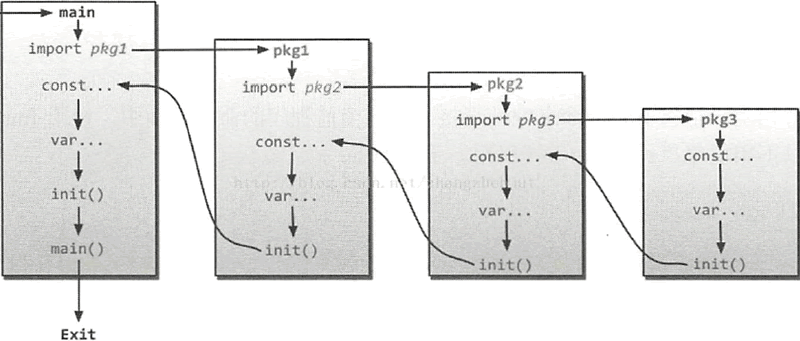 main
import pkg1
const...
var...
init()
main()
Exit
pkg1
import pkg2
const...
var...
init()
pkg2
import pkg3
const...
var...
init()
pkg3
const...
var...
init()